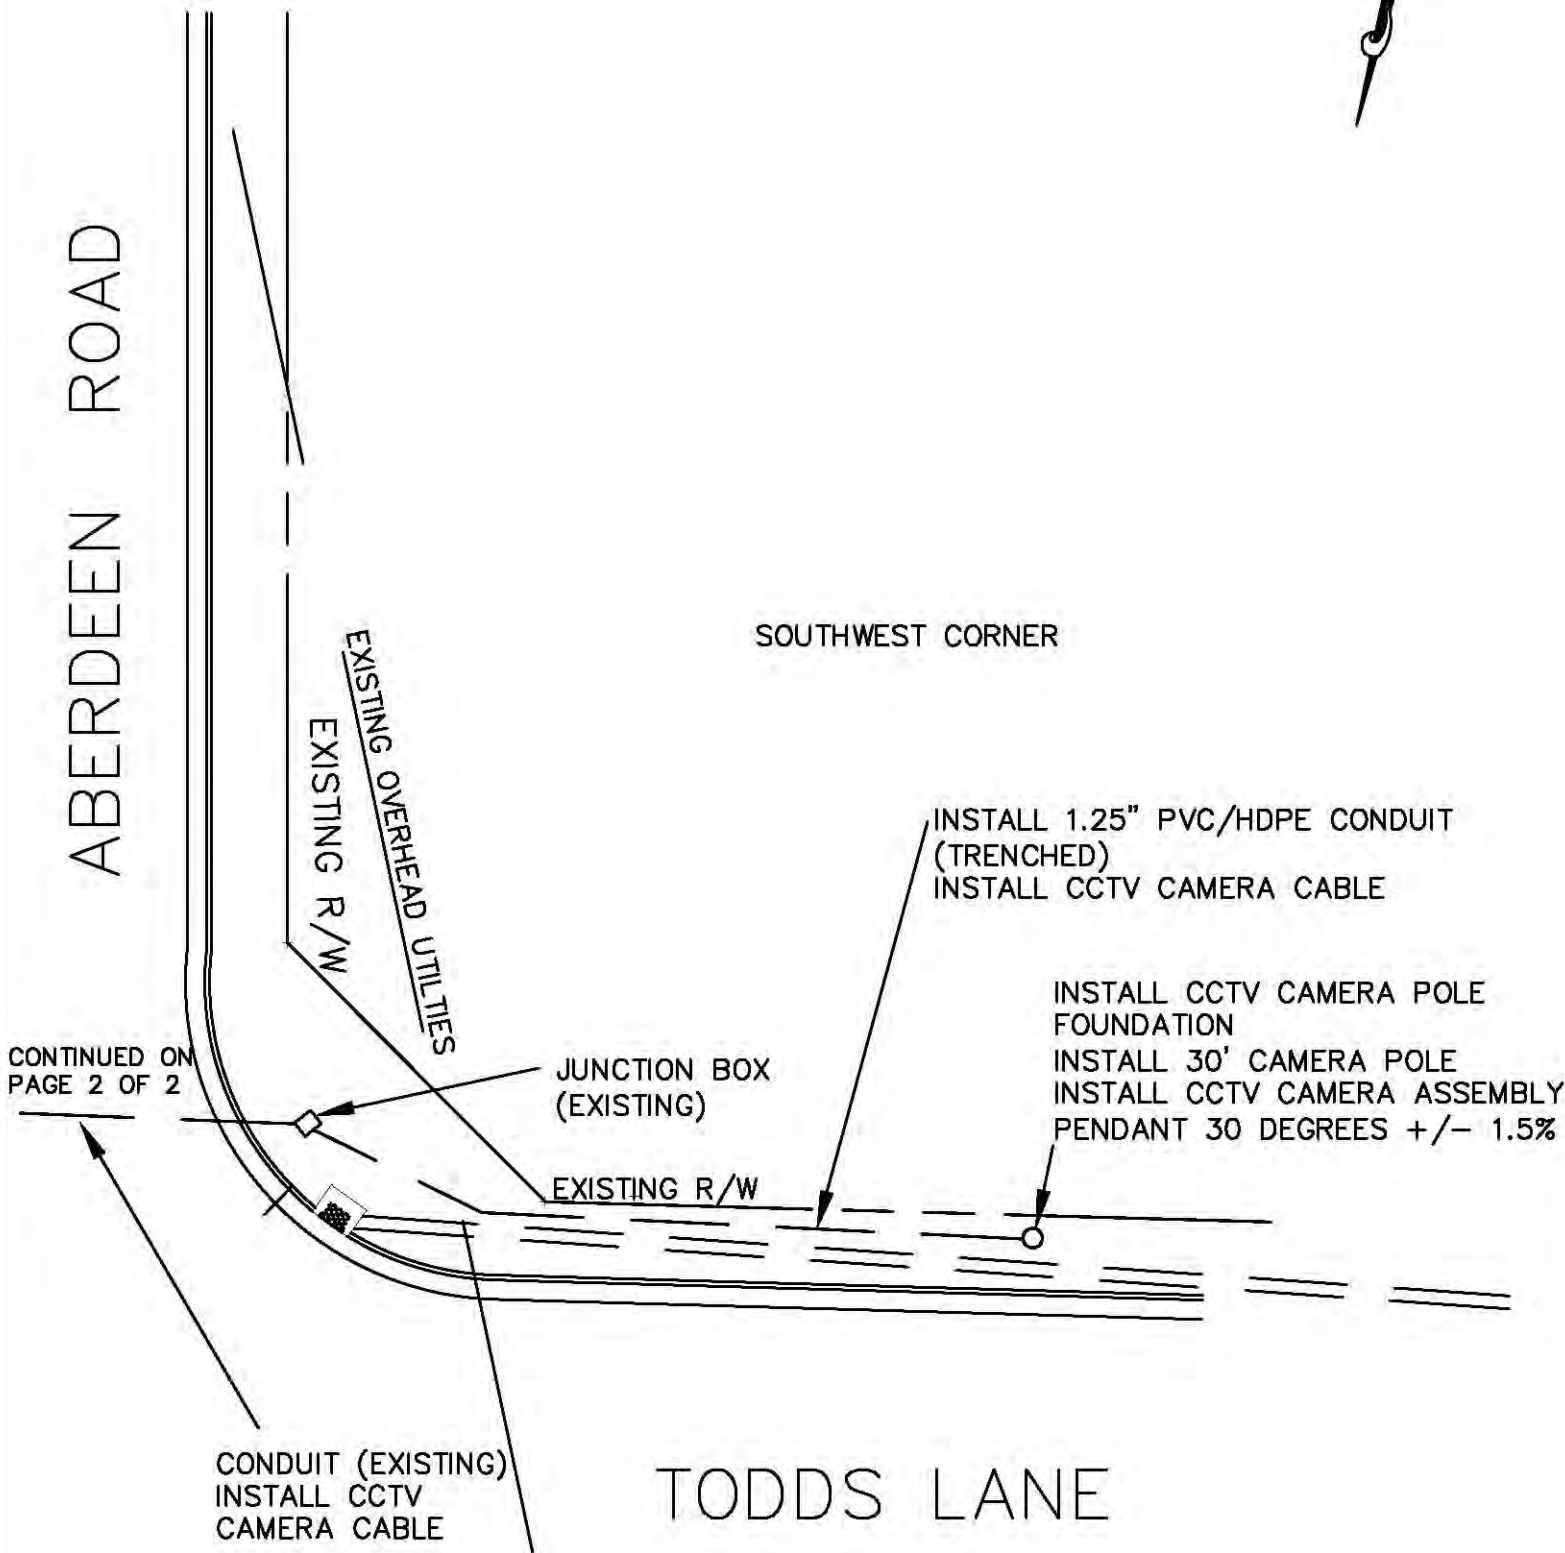 ABERDEEN ROAD
SOUTHWEST CORNER
EXISTING OVERHEAD UTILTIES
EXISTING R/W
INSTALL 1.25" PVC/HDPE CONDUIT
(TRENCHED)
INSTALL CCTV CAMERA CABLE
INSTALL CCTV CAMERA POLE
FOUNDATION
INSTALL 30' CAMERA POLE
INSTALL CCTV CAMERA ASSEMBLY
PENDANT 30 DEGREES +/- 1.5%
CONTINUED ON
PAGE 2 OF 2
JUNCTION BOX
(EXISTING)
EXISTING R/W
CONDUIT (EXISTING)
INSTALL CCTV
CAMERA CABLE
TODDS LANE